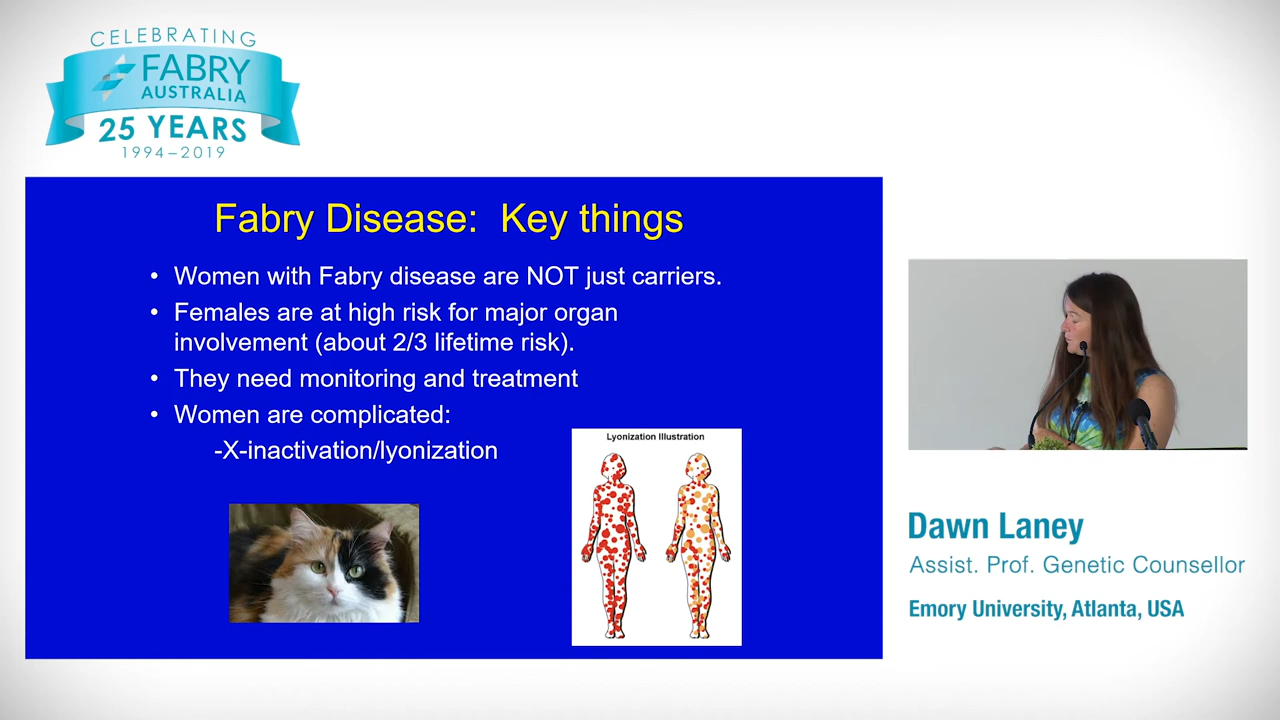 CELEBRATING
FABRY
AUSTRALIA
25 YEARS
1994–2019
Fabry Disease: Key things
• Women with Fabry disease are NOT just carriers.
• Females are at high risk for major organ
involvement (about 2/3 lifetime risk).
• They need monitoring and treatment
• Women are complicated:
-X-inactivation/lyonization
Lyonization Illustration
Dawn Laney
Assist. Prof. Genetic Counsellor
Emory University, Atlanta, USA